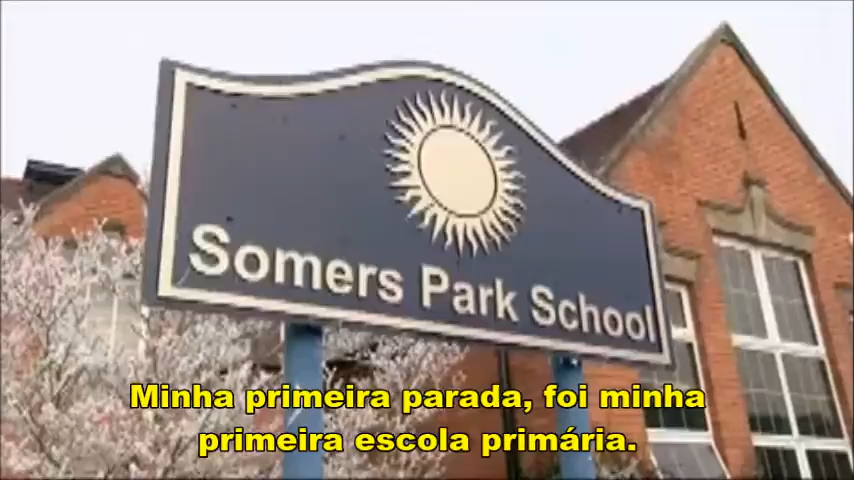 Somers Park School
Minha primeira parada, foi minha
primeira escola primária.